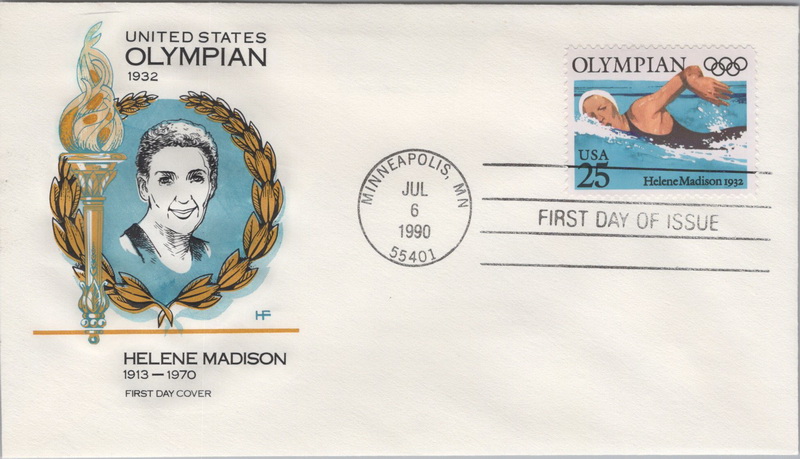 UNITED STATES
OLYMPIAN
1932
HF
HELENE MADISON
1913 — 1970
FIRST DAY COVER
MINNEAPOLIS, MN
JUL
6
1990
55401
OLYMPIAN
USA
25
Helene Madison 1932
FIRST DAY OF ISSUE